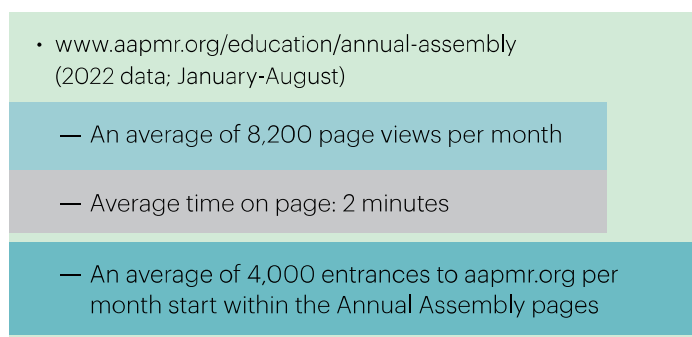 • www.aapmr.org/education/annual-assembly
(2022 data; January-August)
— An average of 8,200 page views per month
— Average time on page: 2 minutes
— An average of 4,000 entrances to aapmr.org per
month start within the Annual Assembly pages